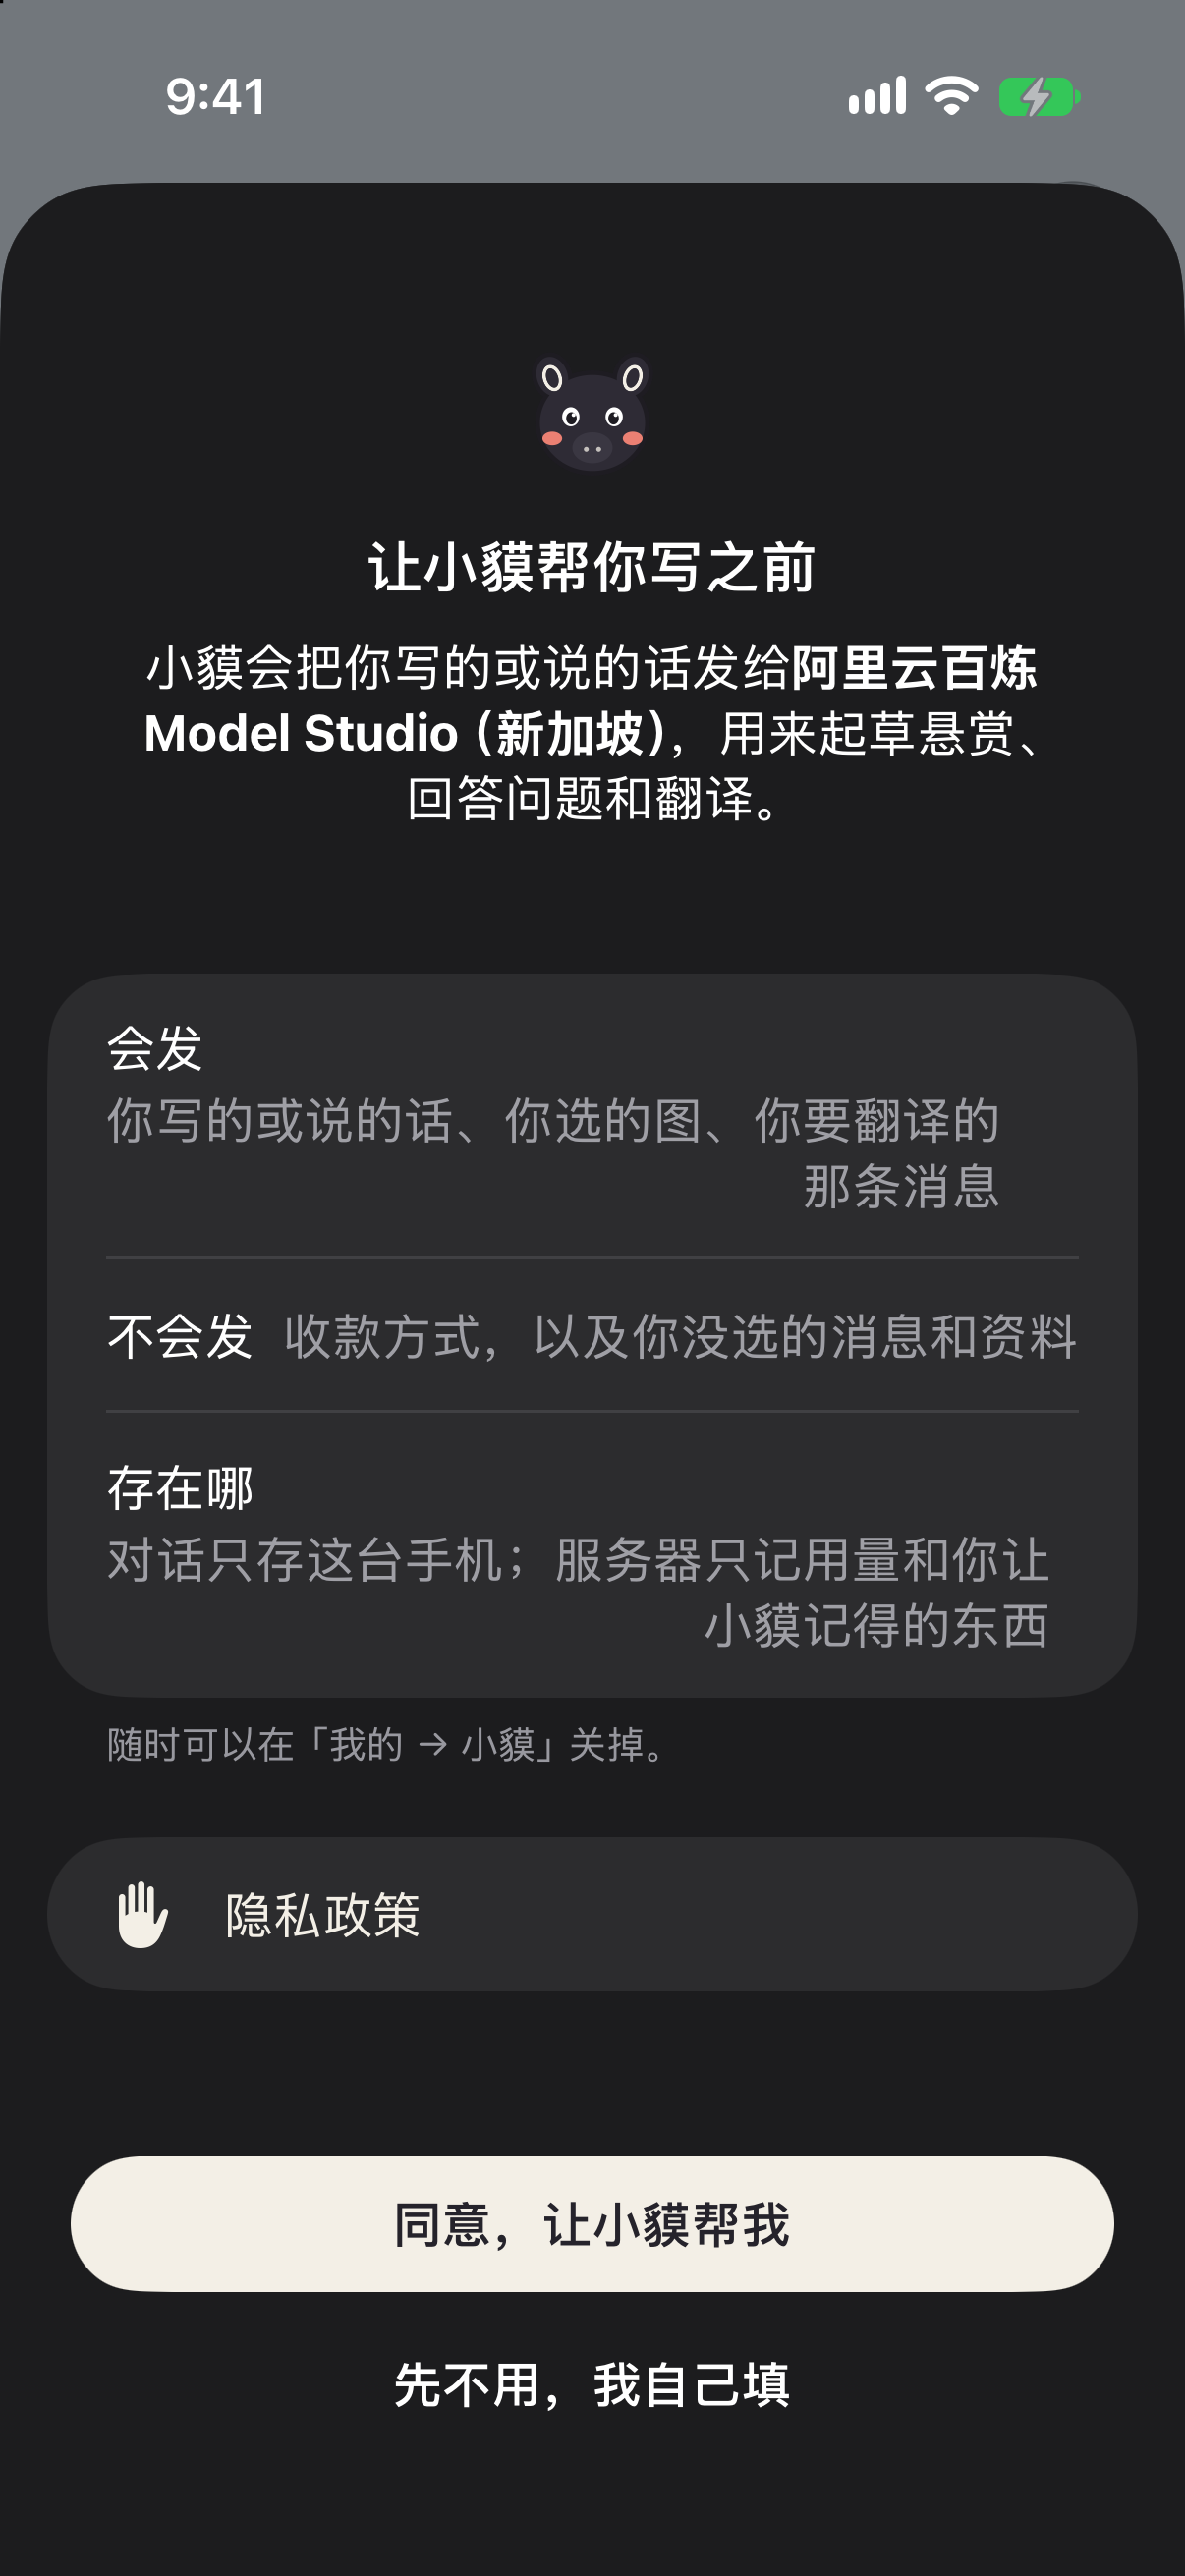 9:41
让小貘帮你写之前
小貘会把你写的或说的话发给阿里云百炼
Model Studio（新加坡），用来起草悬赏、
回答问题和翻译。
会发
你写的或说的话、你选的图、你要翻译的
那条消息
不会发 收款方式，以及你没选的消息和资料
存在哪
对话只存这台手机；服务器只记用量和你让
小貘记得的东西
随时可以在「我的 → 小貘」关掉。
隐私政策
同意，让小貘帮我
先不用，我自己填